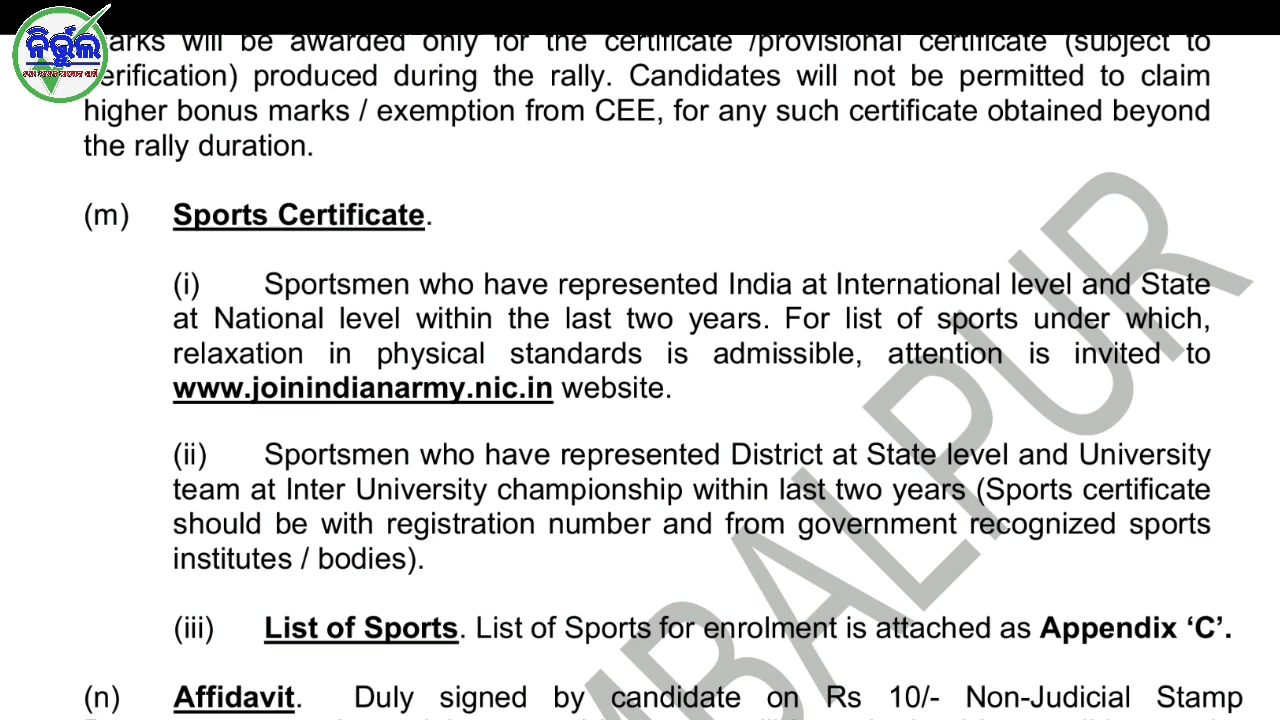 ନିର୍ଭୁଲ
arks will be awarded only for the certificate /provisional certificate (subject to
erification) produced during the rally. Candidates will not be permitted to claim
higher bonus marks / exemption from CEE, for any such certificate obtained beyond
the rally duration.
(m) Sports Certificate.
(i) Sportsmen who have represented India at International level and State
at National level within the last two years. For list of sports under which,
relaxation in physical standards is admissible, attention is invited to
www.joinindianarmy.nic.in website.
(ii) Sportsmen who have represented District at State level and University
team at Inter University championship within last two years (Sports certificate
should be with registration number and from government recognized sports
institutes / bodies).
(iii) List of Sports. List of Sports for enrolment is attached as Appendix ‘C’.
(n) Affidavit. Duly signed by candidate on Rs 10/- Non-Judicial Stamp
MBALPUR